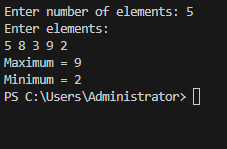 Enter number of elements: 5
Enter elements:
5 8 3 9 2
Maximum = 9
Minimum = 2
PS C:\Users\Administrator>